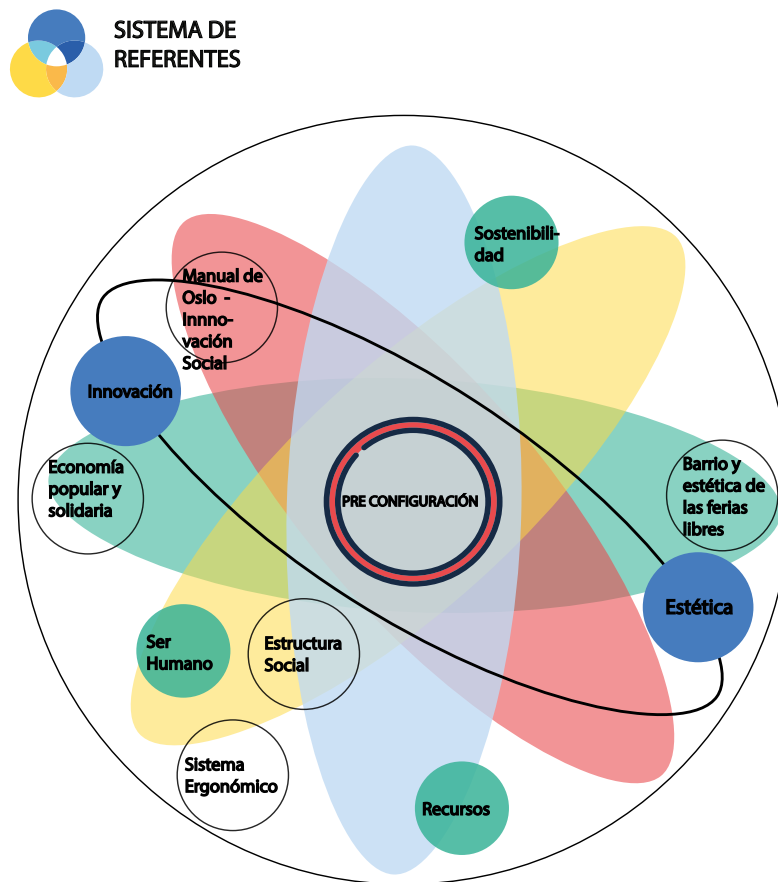 SISTEMA DE
REFERENTES
Sostenibili-
dad
Manual de
Oslo -
Innno-
vación
Social
Innovación
Economía
popular y
solidaria
PRE CONFIGURACIÓN
Barrio y
estética de
las ferias
libres
Estética
Ser
Humano
Estructura
Social
Sistema
Ergonómico
Recursos